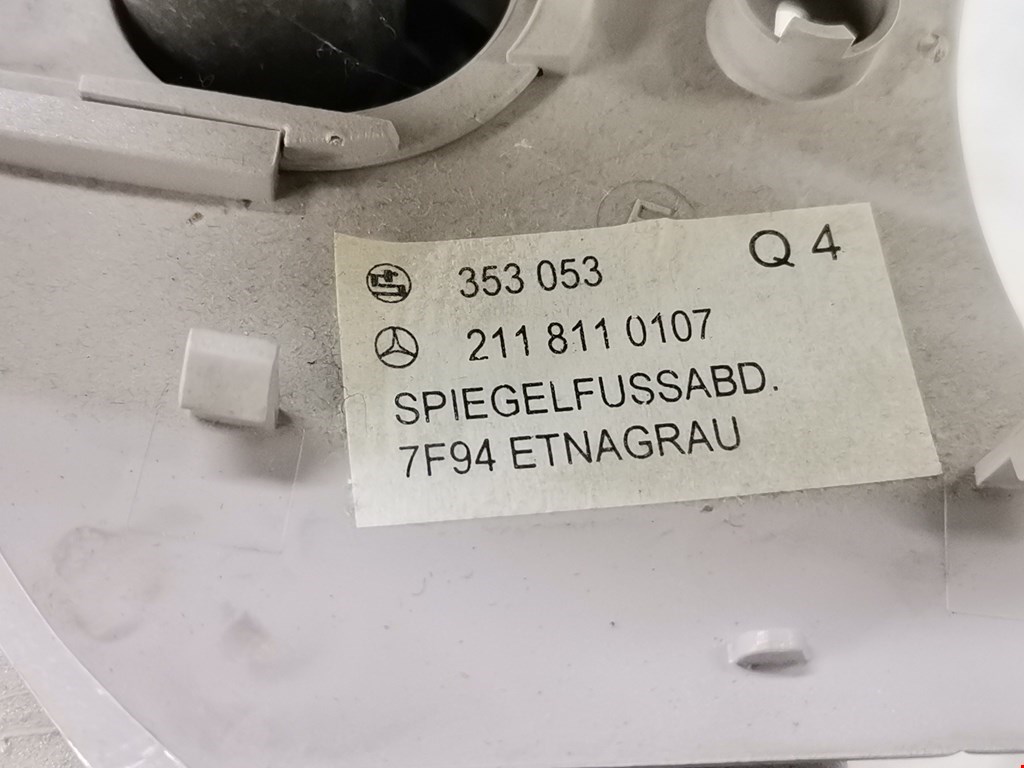 353 053 Q 4
211 811 0107
SPIEGELFUSSABD.
7F94 ETNAGRAU